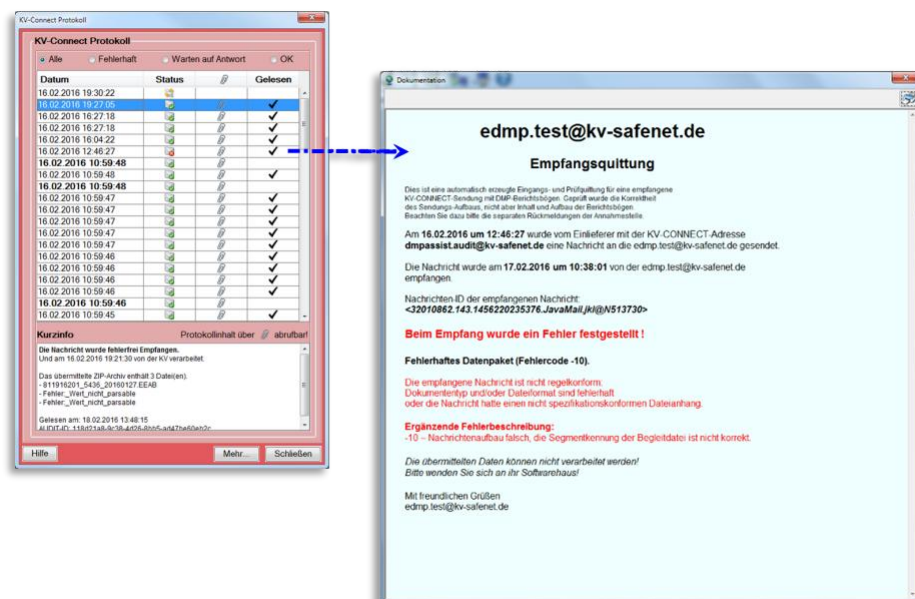 KV-Connect Protokoll
KV-Connect Protokoll
Alle Fehlerhaft Warten auf Antwort OK
Datum Status Gelesen
16.02.2016 19:30:22
16.02.2016 19:27:05
16.02.2016 16:27:18
16.02.2016 16:27:18
16.02.2016 16:04:22
16.02.2016 12:46:27
16.02.2016 10:59:48
16.02.2016 10:59:48
16.02.2016 10:59:48
16.02.2016 10:59:47
16.02.2016 10:59:47
16.02.2016 10:59:47
16.02.2016 10:59:47
16.02.2016 10:59:47
16.02.2016 10:59:46
16.02.2016 10:59:46
16.02.2016 10:59:46
16.02.2016 10:59:46
16.02.2016 10:59:46
16.02.2016 10:59:45
Kurzinfo Protokollinhalt über abrufbar!
Die Nachricht wurde fehlerfrei Empfangen.
Und am 16.02.2016 19:21:30 von der KV verarbeitet.
Das übermittelte ZIP-Archiv enthält 3 Datei(en).
- 811916201_5436_20160127.EEAB
- Fehler:_Wert_nicht_parsable
- Fehler:_Wert_nicht_parsable
Gelesen am: 18.02.2016 13:48:15
Hilfe Mehr... Schließen
Dokumentation
edmp.test@kv-safenet.de
Empfangsquittung
Dies ist eine automatisch erzeugte Eingangs- und Prüfquittung für eine empfangene
KV-CONNECT-Sendung mit DMP-Berichtsbögen. Geprüft wurde die Korrektheit
des Sendungs-Aufbaus, nicht aber Inhalt und Aufbau der Berichtsbögen.
Beachten Sie dazu bitte die separaten Rückmeldungen der Annahmestelle.
Am 16.02.2016 um 12:46:27 wurde vom Einlieferer mit der KV-CONNECT-Adresse
dmpassist.audit@kv-safenet.de eine Nachricht an die edmp.test@kv-safenet.de gesendet.
Die Nachricht wurde am 17.02.2016 um 10:38:01 von der edmp.test@kv-safenet.de
empfangen.
Nachrichten-ID der empfangenen Nachricht:
<32010862.143.1456220235376.JavaMail.jkl@N513730>
Beim Empfang wurde ein Fehler festgestellt !
Fehlerhaftes Datenpaket (Fehlercode -10).
Die empfangene Nachricht ist nicht regelkonform.
Dokumententyp und/oder Dateiformat sind fehlerhaft
oder die Nachricht hatte einen nicht spezifikationskonformen Dateianhang.
Ergänzende Fehlerbeschreibung:
-10 – Nachrichtenaufbau falsch, die Segmentkennung der Begleitdatei ist nicht korrekt.
Die übermittelten Daten können nicht verarbeitet werden!
Bitte wenden Sie sich an ihr Softwarehaus!
Mit freundlichen Grüßen
edmp.test@kv-safenet.de